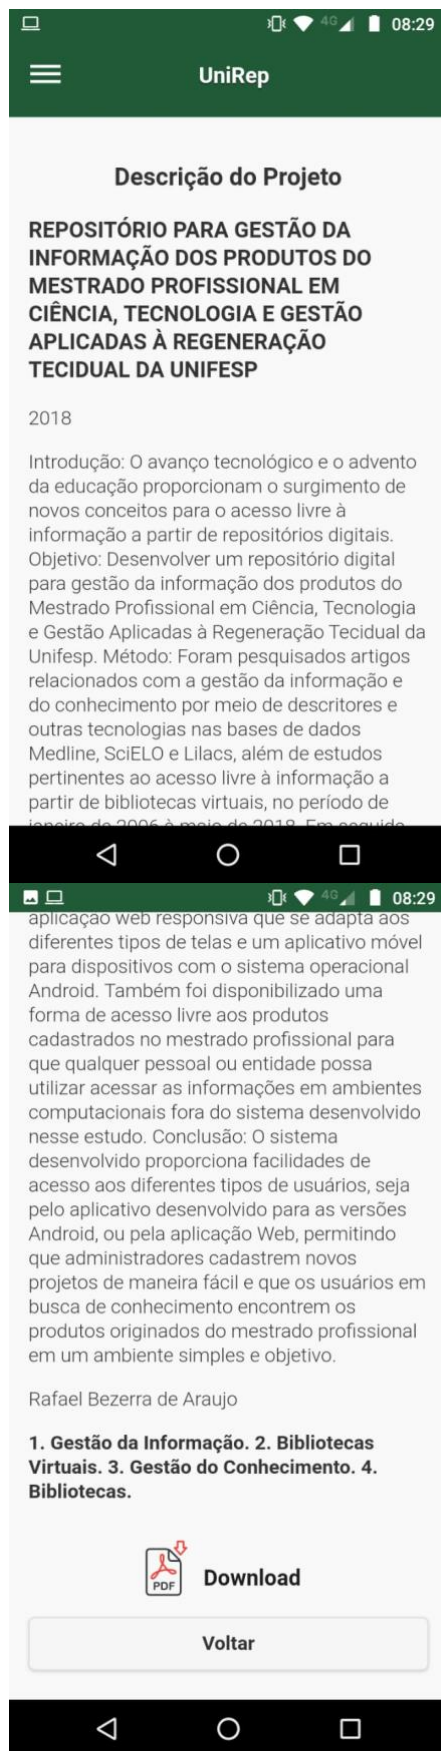 4G 08:29
UniRep
Descrição do Projeto
REPOSITÓRIO PARA GESTÃO DA
INFORMAÇÃO DOS PRODUTOS DO
MESTRADO PROFISSIONAL EM
CIÊNCIA, TECNOLOGIA E GESTÃO
APLICADAS À REGENERAÇÃO
TECIDUAL DA UNIFESP
2018
Introdução: O avanço tecnológico e o advento
da educação proporcionam o surgimento de
novos conceitos para o acesso livre à
informação a partir de repositórios digitais.
Objetivo: Desenvolver um repositório digital
para gestão da informação dos produtos do
Mestrado Profissional em Ciência, Tecnologia
e Gestão Aplicadas à Regeneração Tecidual da
Unifesp. Método: Foram pesquisados artigos
relacionados com a gestão da informação e
do conhecimento por meio de descritores e
outras tecnologias nas bases de dados
Medline, SciELO e Lilacs, além de estudos
pertinentes ao acesso livre à informação a
partir de bibliotecas virtuais, no período de
janeiro de 2006 à maio de 2018. Em seguida
4G 08:29
aplicação web responsiva que se adapta aos
diferentes tipos de telas e um aplicativo móvel
para dispositivos com o sistema operacional
Android. Também foi disponibilizado uma
forma de acesso livre aos produtos
cadastrados no mestrado profissional para
que qualquer pessoal ou entidade possa
utilizar acessar as informações em ambientes
computacionais fora do sistema desenvolvido
nesse estudo. Conclusão: O sistema
desenvolvido proporciona facilidades de
acesso aos diferentes tipos de usuários, seja
pelo aplicativo desenvolvido para as versões
Android, ou pela aplicação Web, permitindo
que administradores cadastrem novos
projetos de maneira fácil e que os usuários em
busca de conhecimento encontrem os
produtos originados do mestrado profissional
em um ambiente simples e objetivo.
Rafael Bezerra de Araujo
1. Gestão da Informação. 2. Bibliotecas
Virtuais. 3. Gestão do Conhecimento. 4.
Bibliotecas.
PDF Download
Voltar